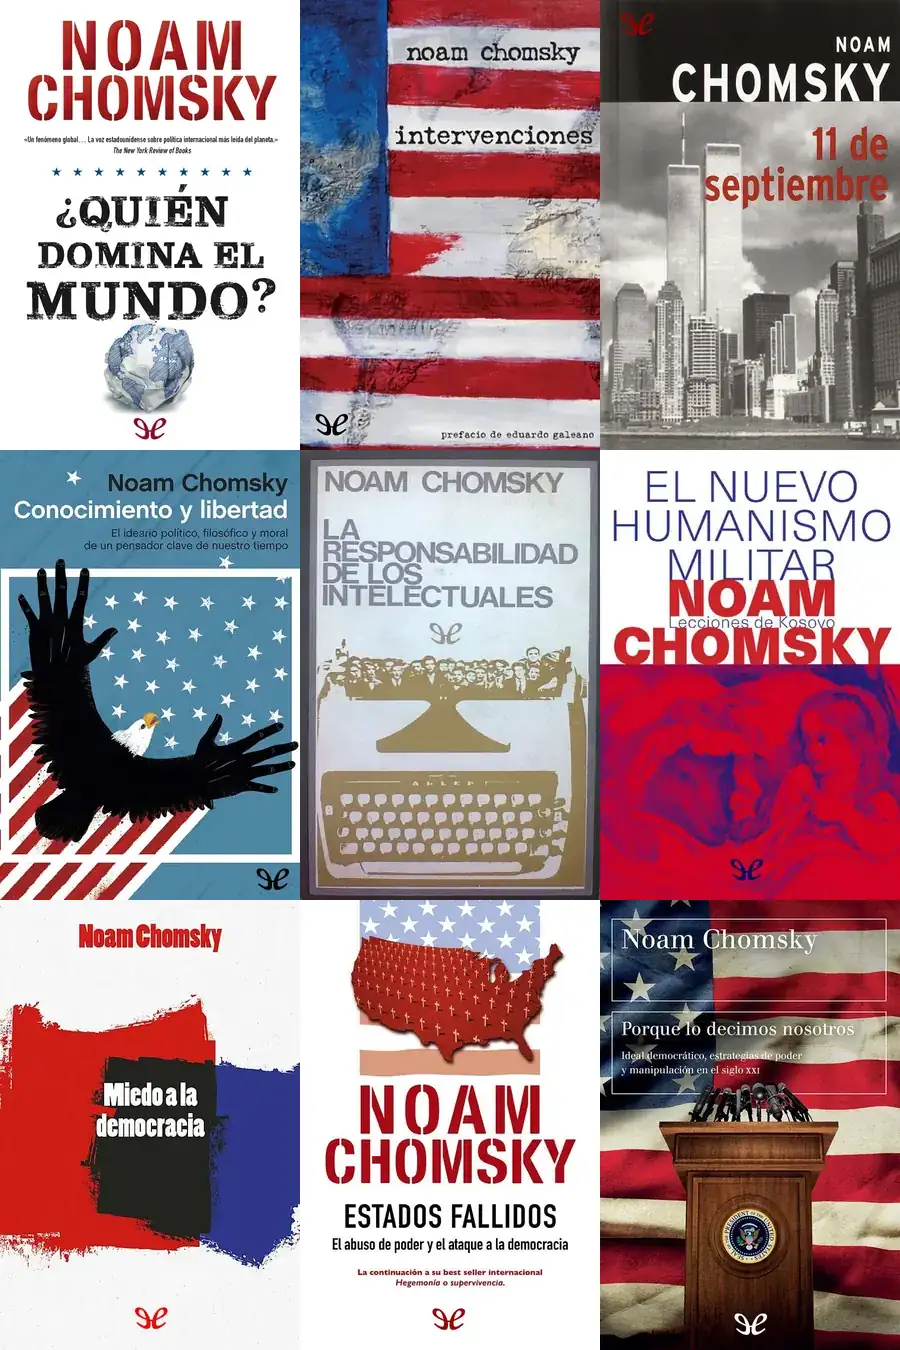 NOAM
CHOMSKY
«Un fenómeno global... La voz estadounidense sobre política internacional más leída del planeta.»
The New York Review of Books
¿QUIÉN
DOMINA EL
MUNDO?
noam chomsky
intervenciones
prefacio de eduardo galeano
NOAM
CHOMSKY
11 de
septiembre
Noam Chomsky
Conocimiento y libertad
El ideario político, filosófico y moral
de un pensador clave de nuestro tiempo
NOAM CHOMSKY
LA
RESPONSABILIDAD
DE LOS
INTELECTUALES
EL NUEVO
HUMANISMO
MILITAR
NOAM
Lecciones de Kosovo
CHOMSKY
Noam Chomsky
Miedo a la
democracia
NOAM
CHOMSKY
ESTADOS FALLIDOS
El abuso de poder y el ataque a la democracia
La continuación a su best seller internacional
Hegemonía o supervivencia.
Noam Chomsky
Porque lo decimos nosotros
Ideal democrático, estrategias de poder
y manipulación en el siglo XXI